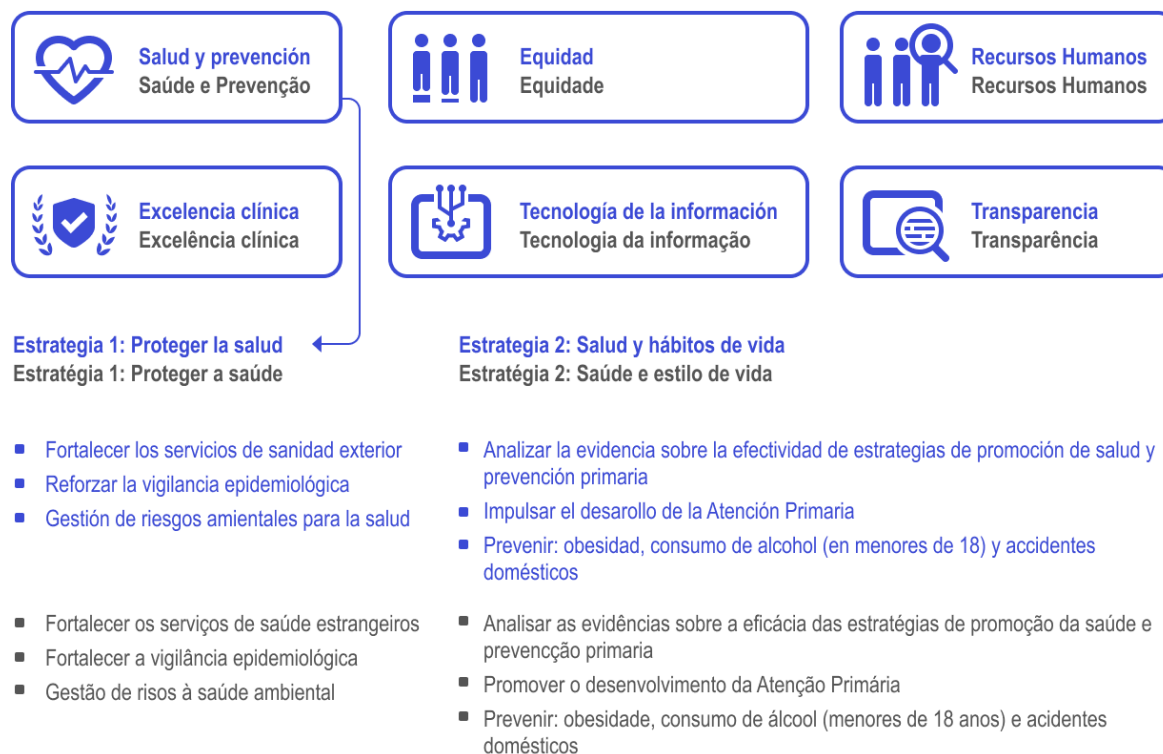 Salud y prevención
Saúde e Prevenção
Equidad
Equidade
Recursos Humanos
Recursos Humanos
Excelencia clínica
Excelência clínica
Tecnología de la información
Tecnologia da informação
Transparencia
Transparência
Estrategia 1: Proteger la salud
Estratégia 1: Proteger a saúde
Estrategia 2: Salud y hábitos de vida
Estratégia 2: Saúde e estilo de vida
Fortalecer los servicios de sanidad exterior
Reforzar la vigilancia epidemiológica
Gestión de riesgos amientales para la salud
Analizar la evidencia sobre la efectividad de estrategias de promoción de salud y
prevención primaria
Impulsar el desarollo de la Atención Primaria
Prevenir: obesidad, consumo de alcohol (en menores de 18) y accidentes
domésticos
Fortalecer os serviços de saúde estrangeiros
Fortalecer a vigilância epidemiológica
Gestão de risos à saúde ambiental
Analisar as evidências sobre a eficácia das estratégias de promoção da saúde e
prevencção primaria
Promover o desenvolvimento da Atenção Primária
Prevenir: obesidade, consumo de álcool (menores de 18 anos) e acidentes
domésticos